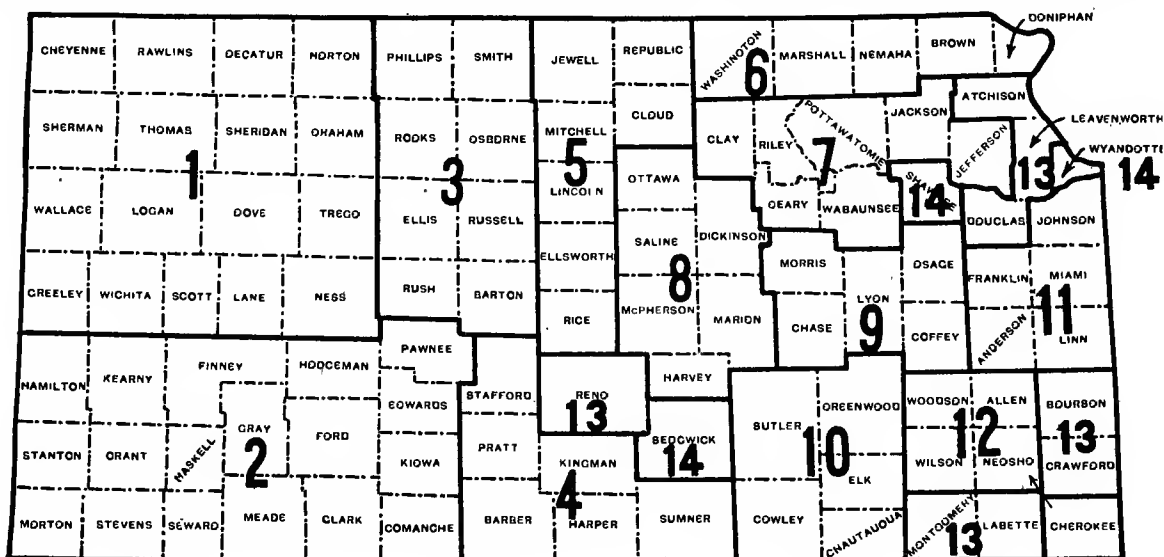 DONIPHAN
CHEYENNE RAWLINS DECATUR NORTON PHILLIPS SMITH JEWELL REPUBLIC WASHINGTON MARSHALL NEMAHA BROWN
6
ATCHISON
SHERMAN THOMAS SHERIDAN GRAHAM ROOKS OSBORNE MITCHELL CLOUD CLAY RILEY POTTAWATOMIE JACKSON JEFFERSON LEAVENWORTH
WYANDOTTE
1 3 5 7 13 14
LINCOLN OTTAWA SHAWNEE
14
WALLACE LOGAN GOVE TREGO ELLIS RUSSELL GEARY WABAUNSEE DOUGLAS JOHNSON
ELLSWORTH SALINE DICKINSON MORRIS OSAGE FRANKLIN MIAMI
8
GREELEY WICHITA SCOTT LANE NESS RUSH BARTON RICE McPHERSON MARION CHASE LYON COFFEY ANDERSON LINN
9 11
PAWNEE
HAMILTON KEARNY FINNEY HODGEMAN EDWARDS STAFFORD RENO HARVEY
13
BUTLER GREENWOOD WOODSON ALLEN BOURBON
STANTON GRANT HASKELL GRAY FORD KIOWA PRATT KINGMAN SEDGWICK
14
2 4 10 12 13
ELK WILSON NEOSHO CRAWFORD
MORTON STEVENS SEWARD MEADE CLARK COMANCHE BARBER HARPER SUMNER COWLEY CHAUTAUQUA MONTGOMERY LABETTE CHEROKEE
13